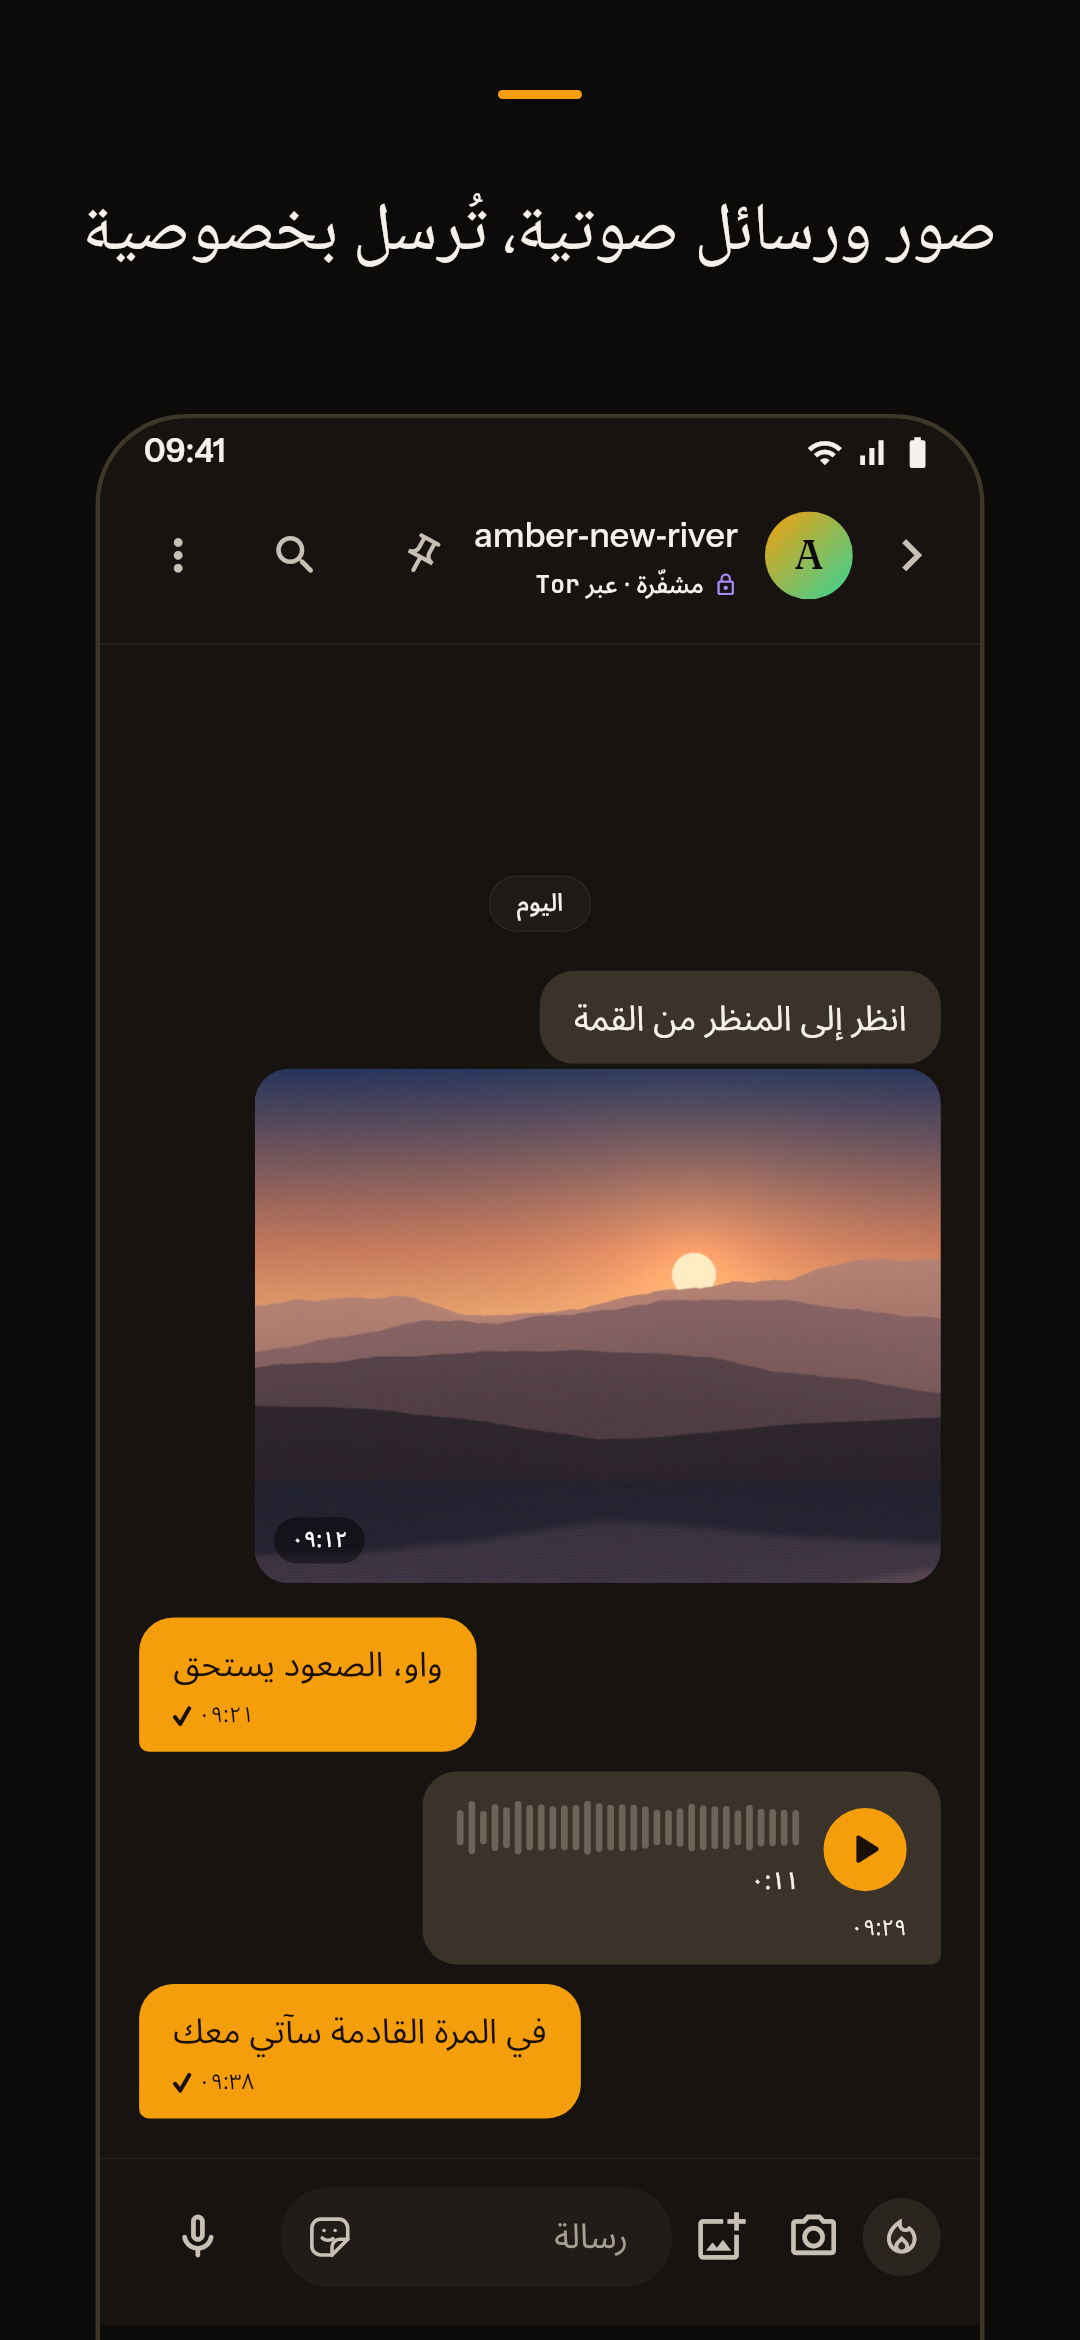 صور ورسائل صوتية، تُرسل بخصوصية
09:41
amber-new-river
A
مشفّرة · عبر Tor
اليوم
انظر إلى المنظر من القمة
٠٩:١٢
واو، الصعود يستحق
٠٩:٢١
٠:١١
٠٩:٢٩
في المرة القادمة سآتي معك
٠٩:٣٨
رسالة